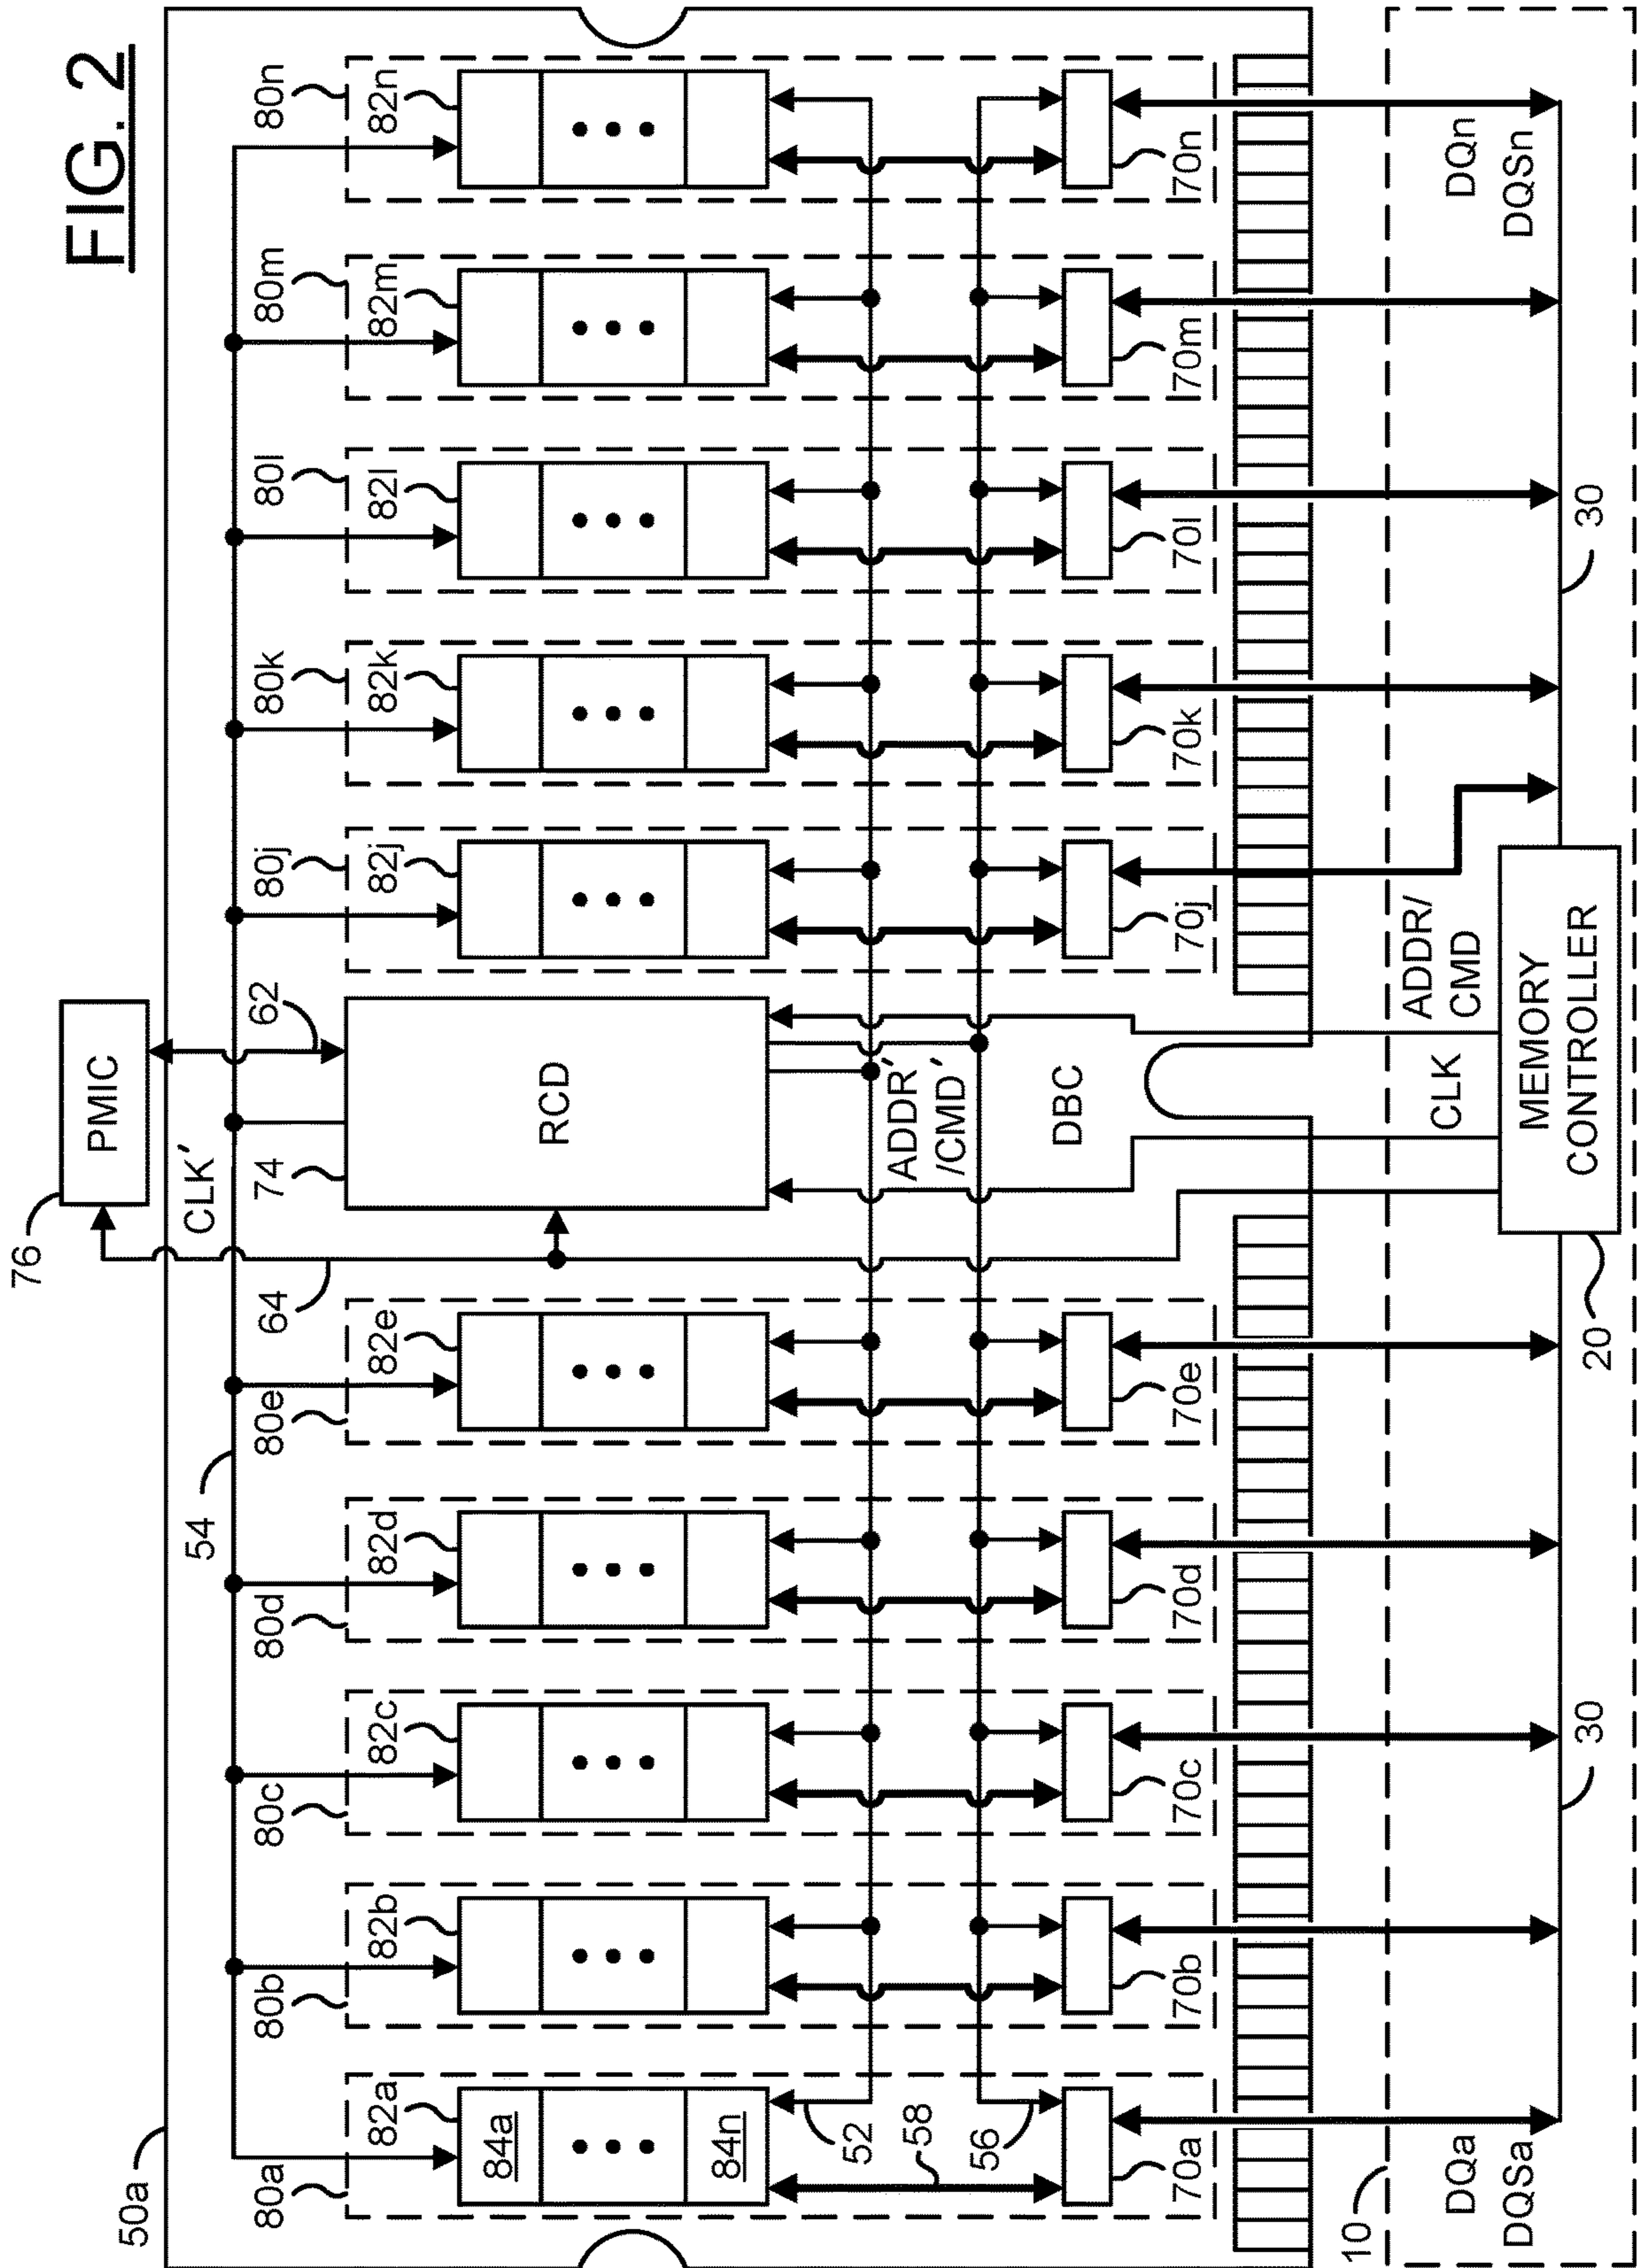 FIG. 2
50a
76
PMIC
CLK′
54
64
74
62
80a
80b
80c
80d
80e
80j
80k
80l
80m
80n
82a
82b
82c
82d
82e
82j
82k
82l
82m
82n
84a
84n
RCD
52
58
56
ADDR′
/CMD′
DBC
70a
70b
70c
70d
70e
70j
70k
70l
70m
70n
10
DQa
DQSa
CLK
ADDR/
CMD
DQn
DQSn
30
20
MEMORY
CONTROLLER
30